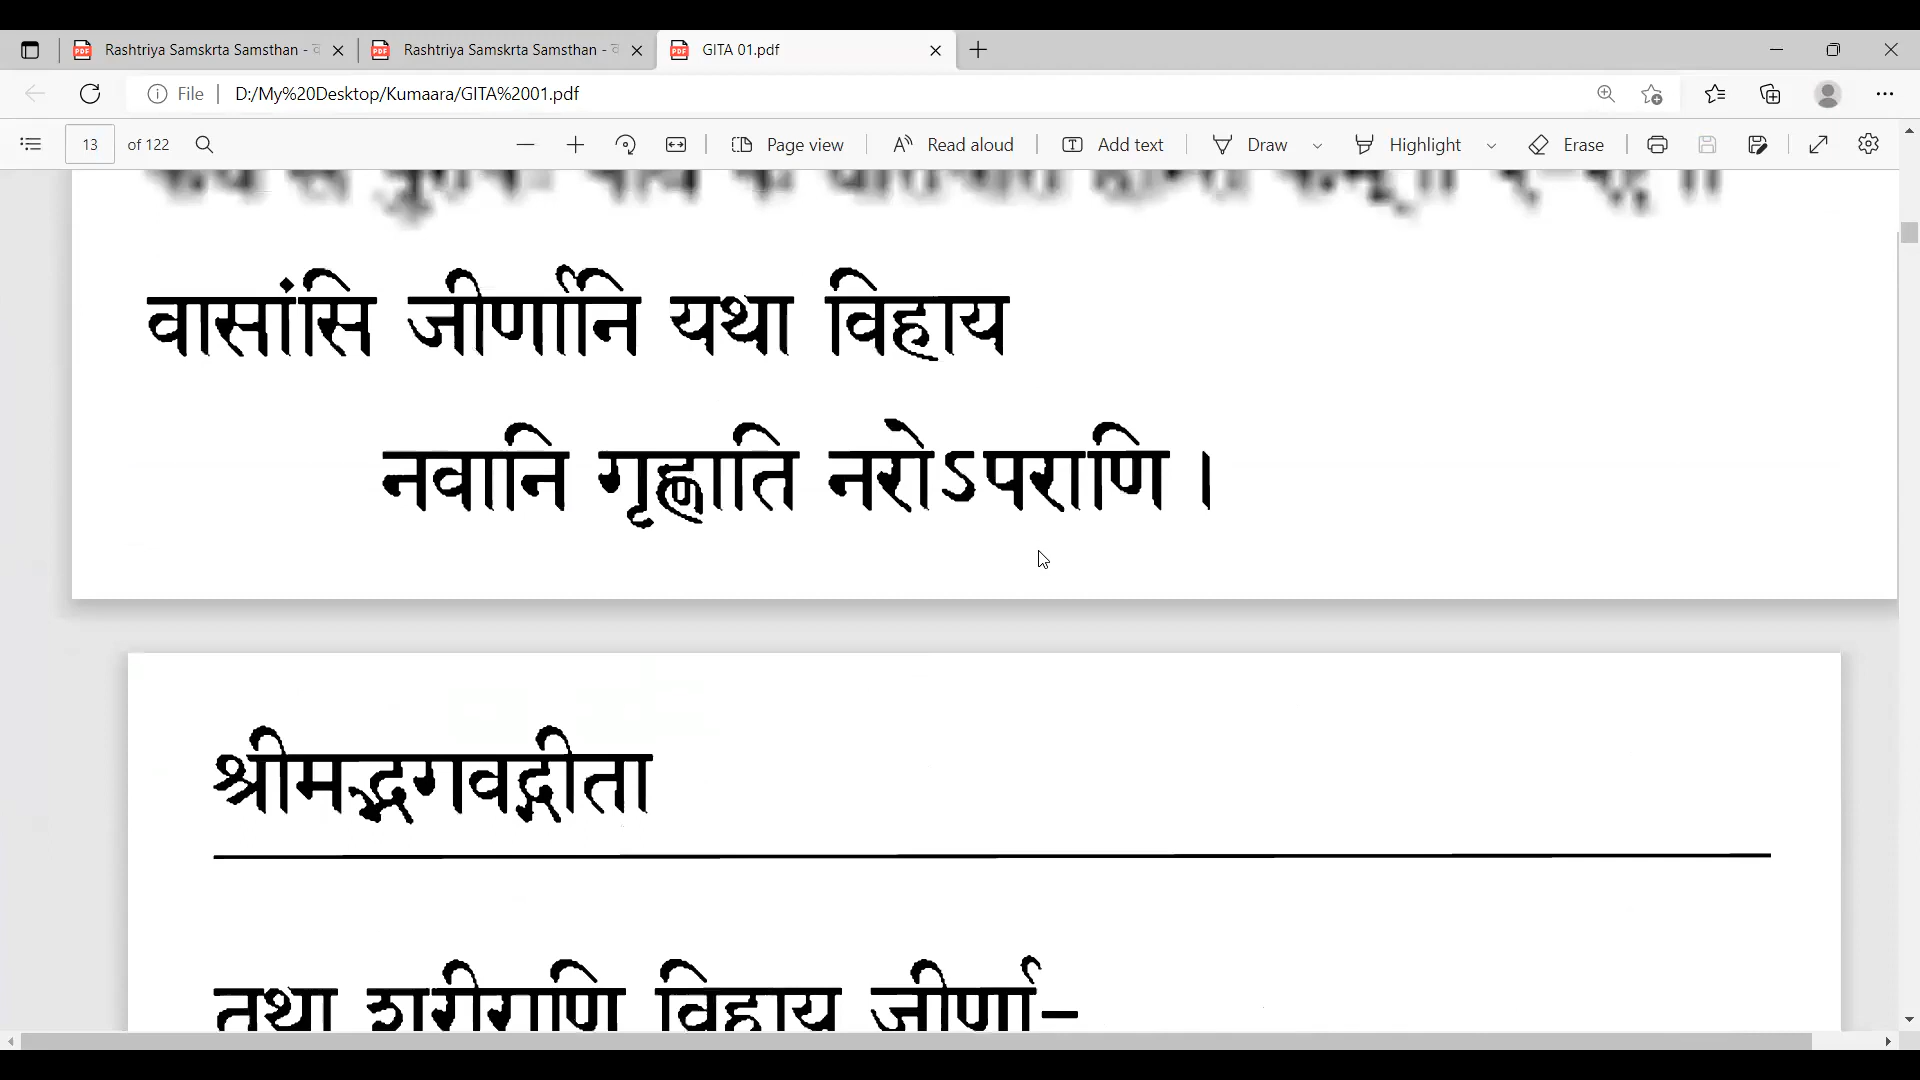 Rashtriya Samskrta Samsthan - Rashtriya Samskrta Samsthan - GITA 01.pdf
File D:/My%20Desktop/Kumaara/GITA%2001.pdf
13 of 122 Page view Read aloud Add text Draw Highlight Erase
वासांसि जीर्णानि यथा विहाय
नवानि गृह्णाति नरोऽपराणि ।
श्रीमद्भगवद्गीता
तथा शरीराणि विहाय जीर्णा-